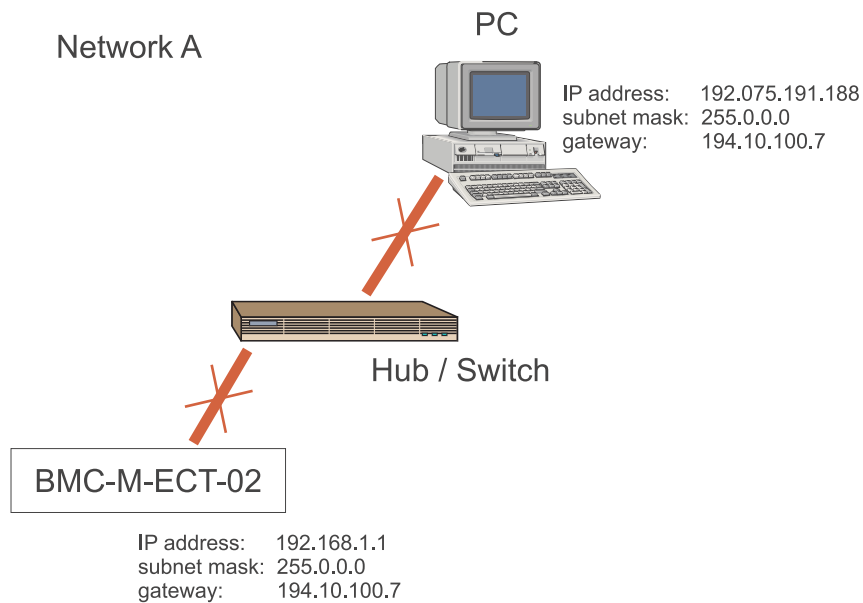 Network A
PC
IP address: 192.075.191.188
subnet mask: 255.0.0.0
gateway: 194.10.100.7
Hub / Switch
BMC-M-ECT-02
IP address: 192.168.1.1
subnet mask: 255.0.0.0
gateway: 194.10.100.7